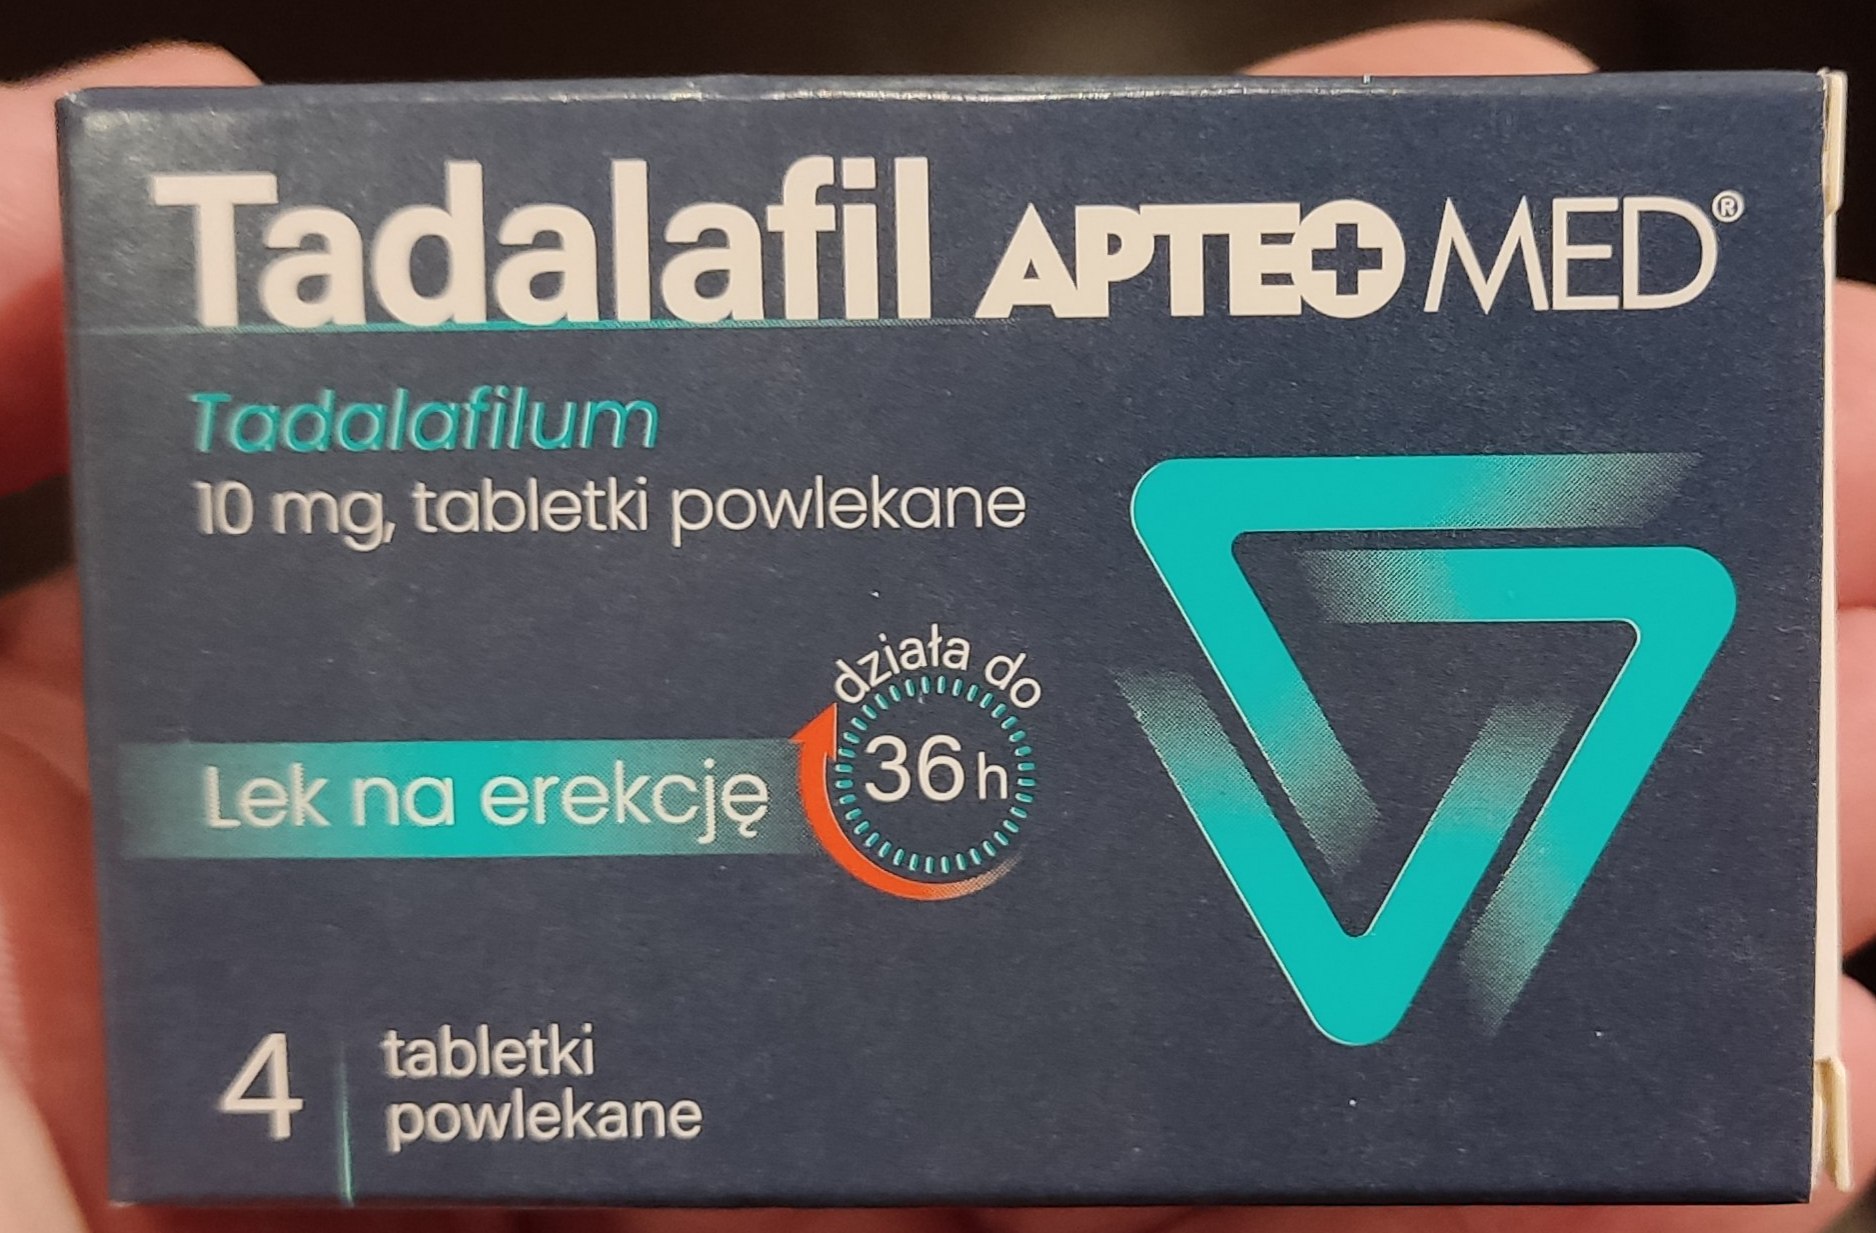 Tadalafil APTEO MED®
Tadalafilum
10 mg, tabletki powlekane
działa do
36 h
Lek na erekcję
4 tabletki
powlekane